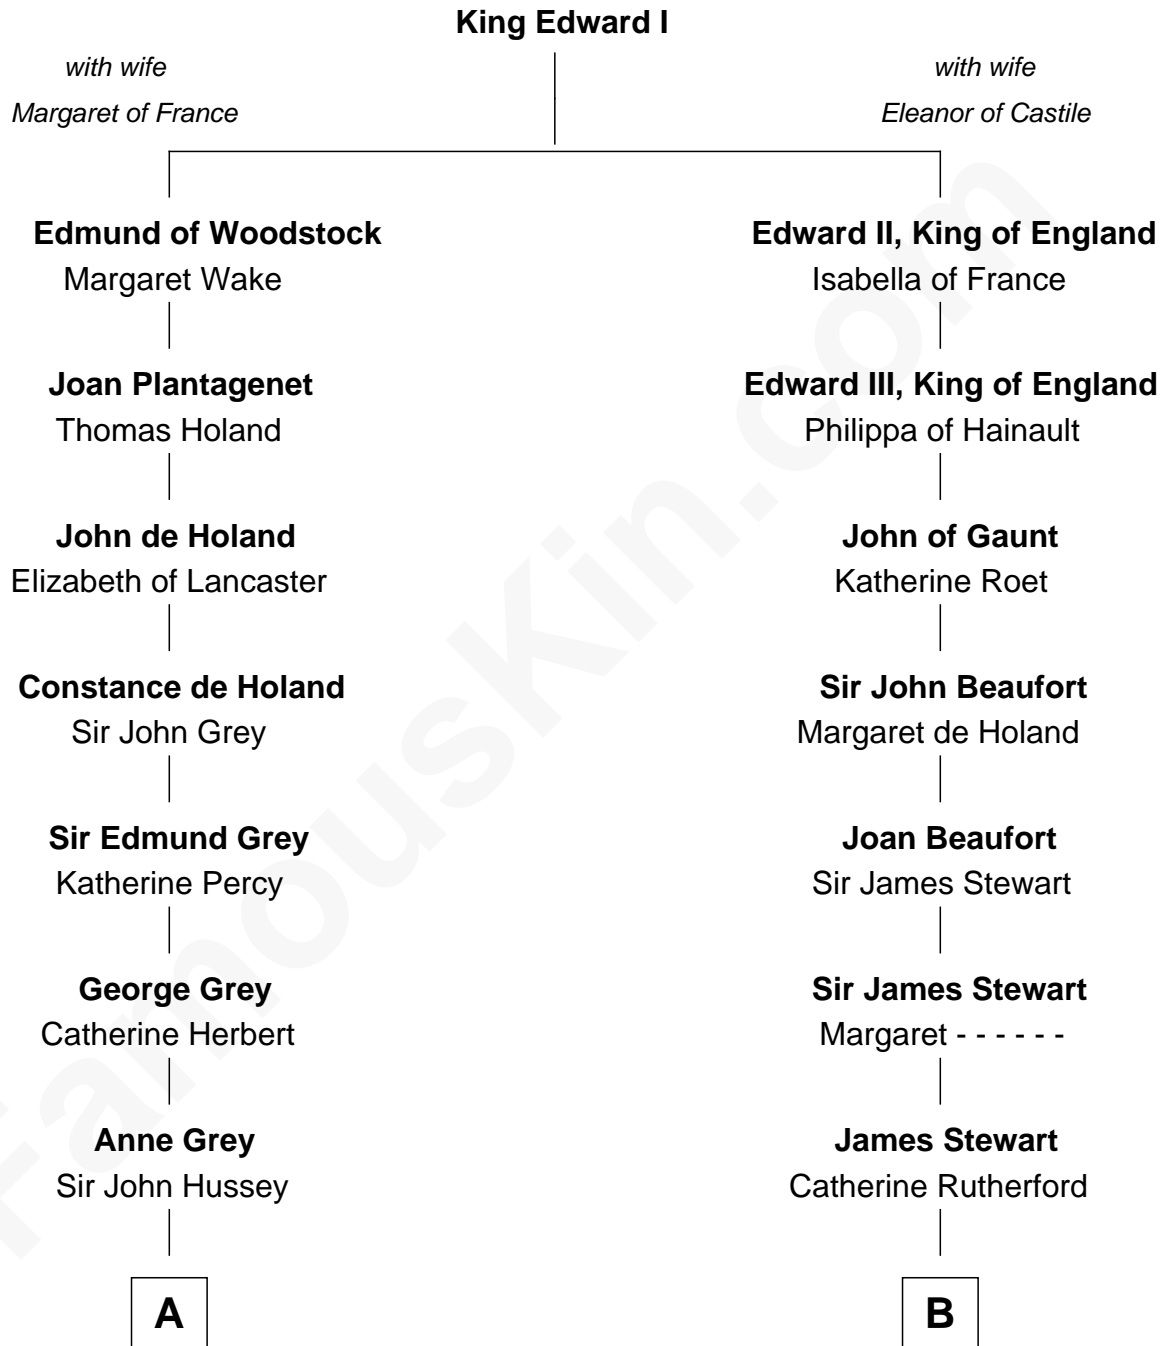 King Edward I
with wife
Margaret of France
with wife
Eleanor of Castile
Edmund of Woodstock
Margaret Wake
Edward II, King of England
Isabella of France
Joan Plantagenet
Thomas Holand
Edward III, King of England
Philippa of Hainault
John de Holand
Elizabeth of Lancaster
John of Gaunt
Katherine Roet
Constance de Holand
Sir John Grey
Sir John Beaufort
Margaret de Holand
Sir Edmund Grey
Katherine Percy
Joan Beaufort
Sir James Stewart
George Grey
Catherine Herbert
Sir James Stewart
Margaret - - - - - -
Anne Grey
Sir John Hussey
James Stewart
Catherine Rutherford
A
B
FamousKin.com